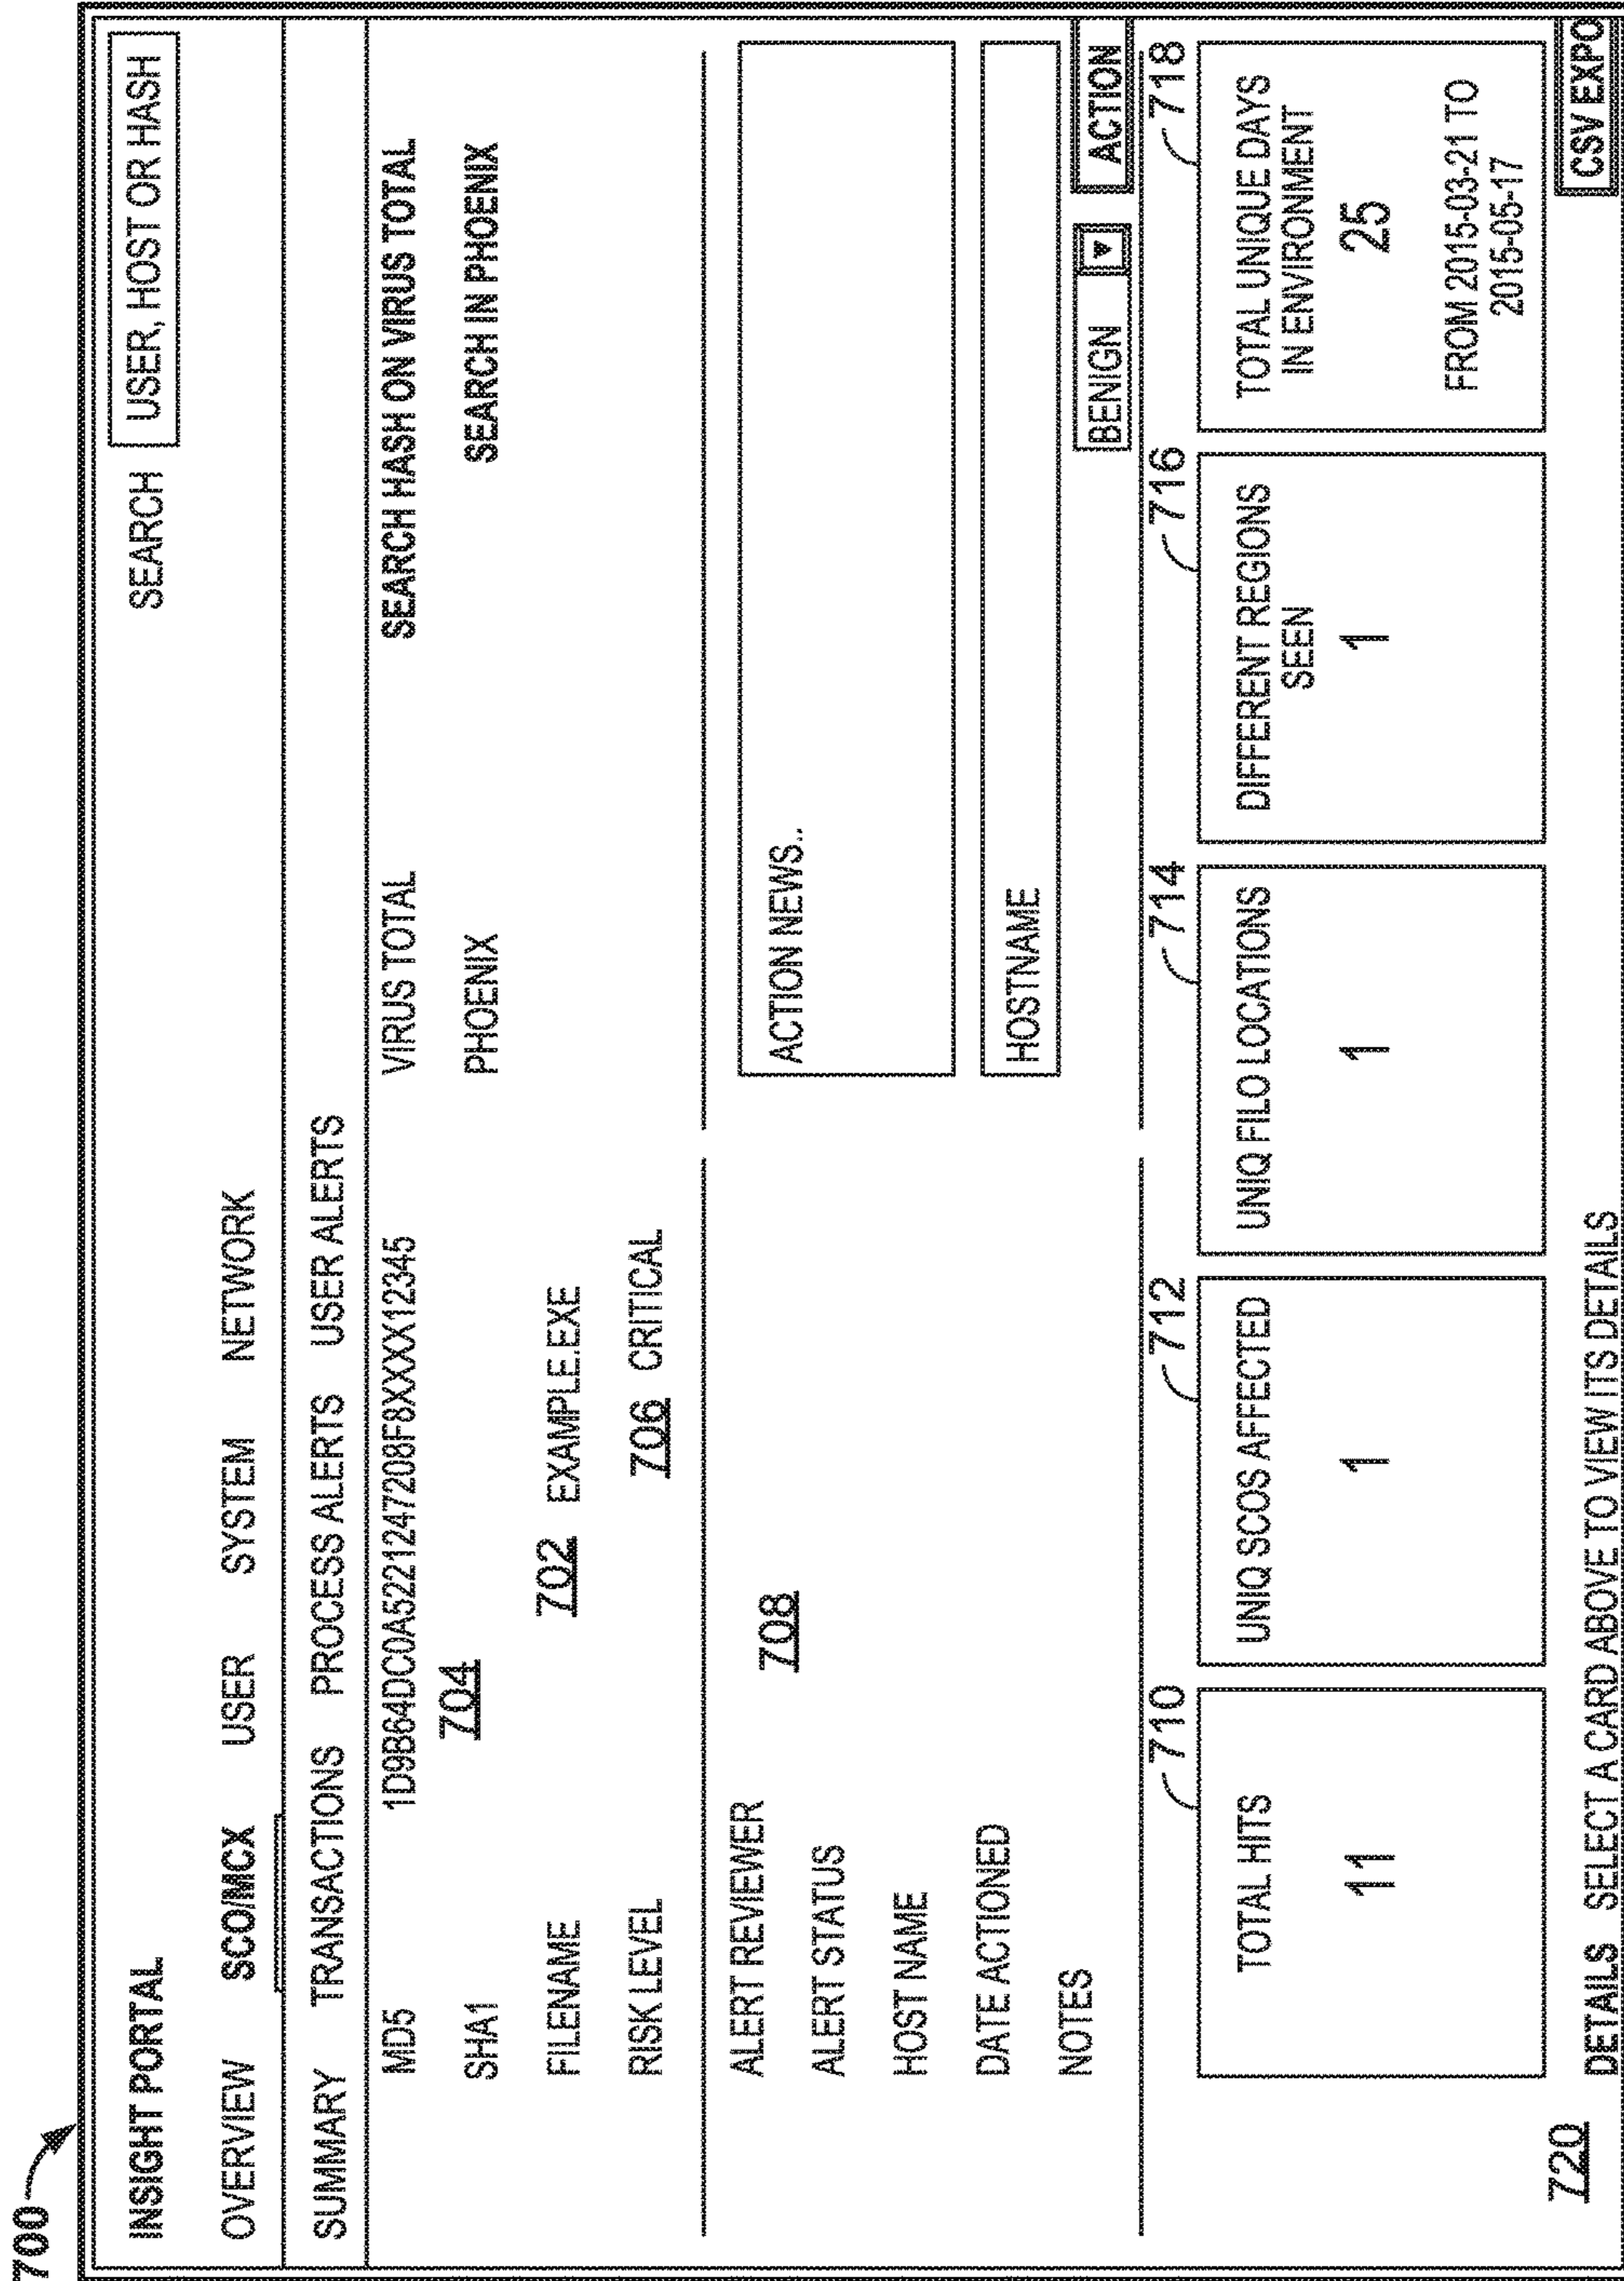 700
INSIGHT PORTAL
SEARCH USER, HOST OR HASH
OVERVIEW SCO/MCX USER SYSTEM NETWORK
SUMMARY TRANSACTIONS PROCESS ALERTS USER ALERTS
MD5 1D9B64DC0A5221247208F8XXXX12345 VIRUS TOTAL SEARCH HASH ON VIRUS TOTAL
SHA1 704 PHOENIX SEARCH IN PHOENIX
FILENAME 702 EXAMPLE.EXE
RISK LEVEL 706 CRITICAL
ALERT REVIEWER 708 ACTION NEWS..
ALERT STATUS
HOST NAME
DATE ACTIONED HOSTNAME
NOTES BENIGN ACTION
710 712 714 716 718
TOTAL HITS
11
UNIQ SCOS AFFECTED
1
UNIQ FILO LOCATIONS
1
DIFFERENT REGIONS
SEEN
1
TOTAL UNIQUE DAYS
IN ENVIRONMENT
25
FROM 2015-03-21 TO
2015-05-17
720
DETAILS SELECT A CARD ABOVE TO VIEW ITS DETAILS CSV EXPO